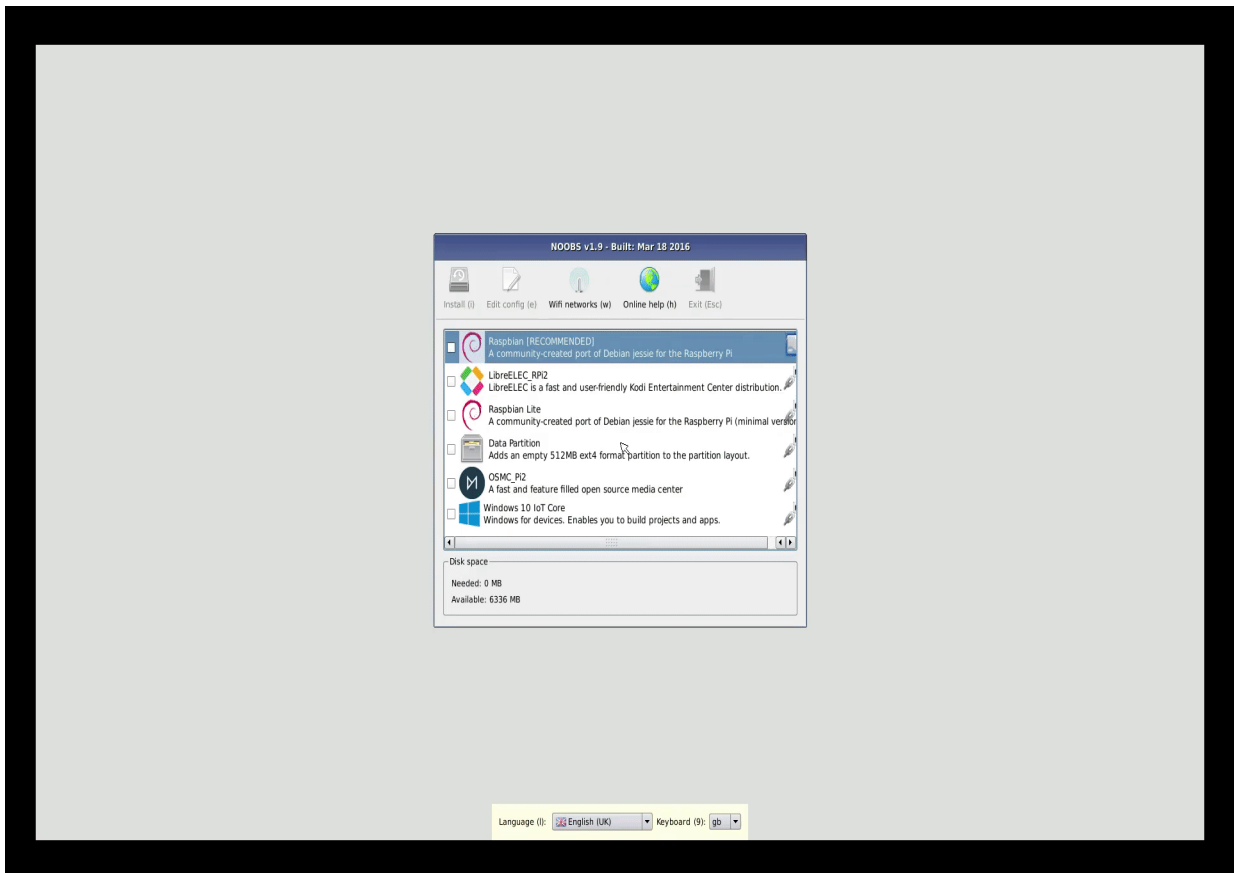 NOOBS v1.9 - Built: Mar 18 2016
Install (i) Edit config (e) Wifi networks (w) Online help (h) Exit (Esc)
Raspbian [RECOMMENDED]
A community-created port of Debian jessie for the Raspberry Pi
LibreELEC_RPi2
LibreELEC is a fast and user-friendly Kodi Entertainment Center distribution.
Raspbian Lite
A community-created port of Debian jessie for the Raspberry Pi (minimal version
Data Partition
Adds an empty 512MB ext4 format partition to the partition layout.
OSMC_Pi2
A fast and feature filled open source media center
Windows 10 IoT Core
Windows for devices. Enables you to build projects and apps.
Disk space
Needed: 0 MB
Available: 6336 MB
Language (l): English (UK) Keyboard (9): gb